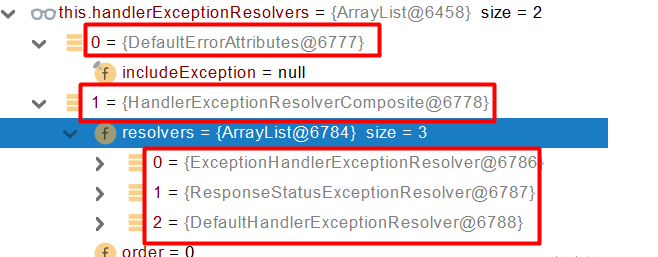 this.handlerExceptionResolvers = {ArrayList@6458} size = 2
0 = {DefaultErrorAttributes@6777}
f includeException = null
1 = {HandlerExceptionResolverComposite@6778}
f resolvers = {ArrayList@6784} size = 3
0 = {ExceptionHandlerExceptionResolver@6786}
1 = {ResponseStatusExceptionResolver@6787}
2 = {DefaultHandlerExceptionResolver@6788}
f order = 0